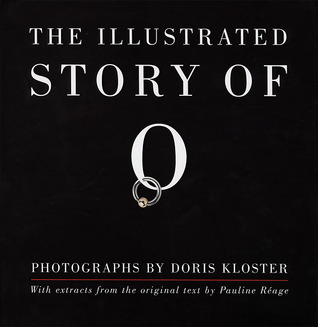 THE ILLUSTRATED
STORY OF
O
PHOTOGRAPHS BY DORIS KLOSTER
With extracts from the original text by Pauline Réage